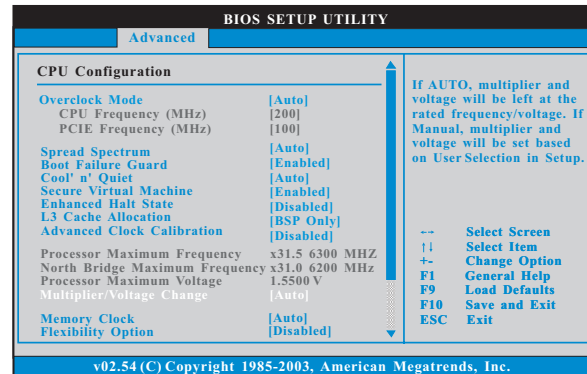 BIOS SETUP UTILITY
Advanced
CPU Configuration
Overclock Mode [Auto]
CPU Frequency (MHz) [200]
PCIE Frequency (MHz) [100]
Spread Spectrum [Auto]
Boot Failure Guard [Enabled]
Cool' n' Quiet [Auto]
Secure Virtual Machine [Enabled]
Enhanced Halt State [Disabled]
L3 Cache Allocation [BSP Only]
Advanced Clock Calibration [Disabled]
Processor Maximum Frequency x31.5 6300 MHZ
North Bridge Maximum Frequency x31.0 6200 MHz
Processor Maximum Voltage 1.5500 V
Multiplier/Voltage Change [Auto]
Memory Clock [Auto]
Flexibility Option [Disabled]
If AUTO, multiplier and
voltage will be left at the
rated frequency/voltage. If
Manual, multiplier and
voltage will be set based
on User Selection in Setup.
←→ Select Screen
↑↓ Select Item
+- Change Option
F1 General Help
F9 Load Defaults
F10 Save and Exit
ESC Exit
v02.54 (C) Copyright 1985-2003, American Megatrends, Inc.